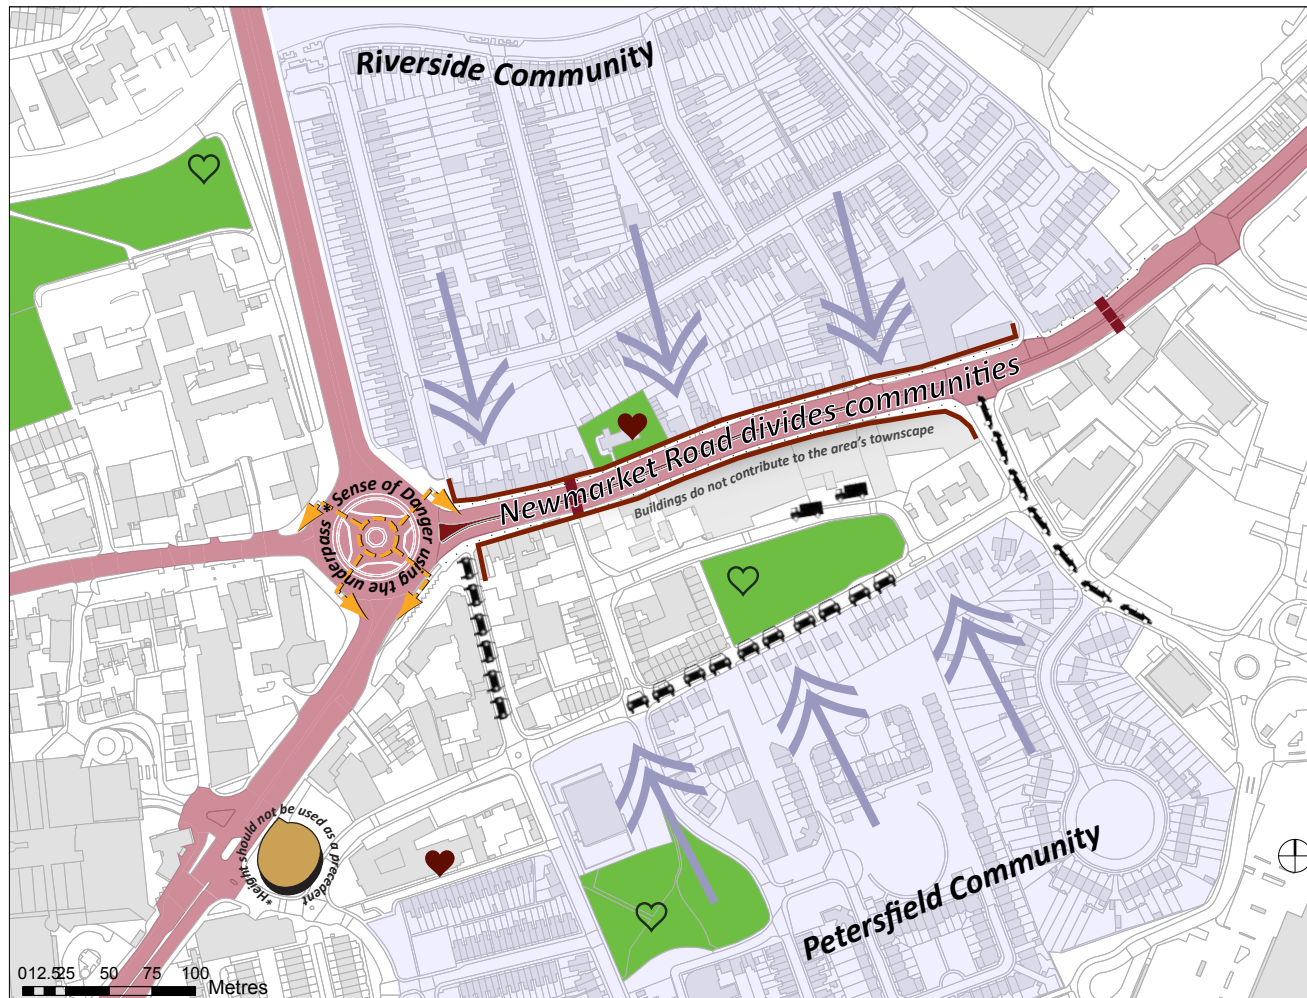 Riverside Community
Newmarket Road divides communities
Buildings do not contribute to the area's townscape
* Sense of Danger using the underpass
*Height should not be used as a precedent
Petersfield Community
0 12.5 25 50 75 100
Metres